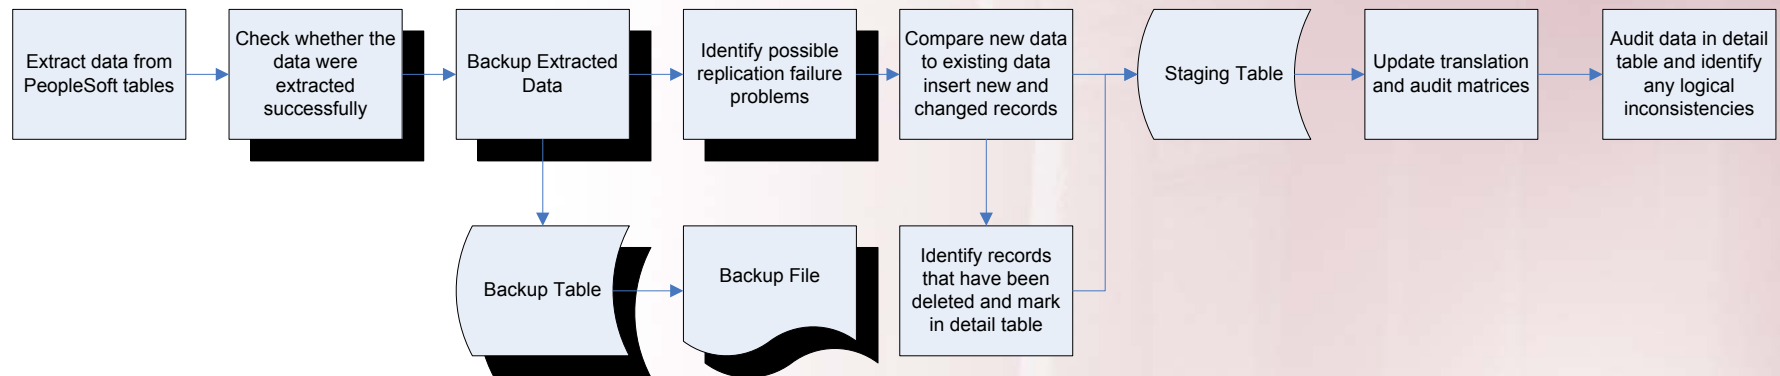 Extract data from
PeopleSoft tables
Check whether the
data were
extracted
successfully
Backup Extracted
Data
Identify possible
replication failure
problems
Compare new data
to existing data
insert new and
changed records
Staging Table
Update translation
and audit matrices
Audit data in detail
table and identify
any logical
inconsistencies
Backup Table
Backup File
Identify records
that have been
deleted and mark
in detail table